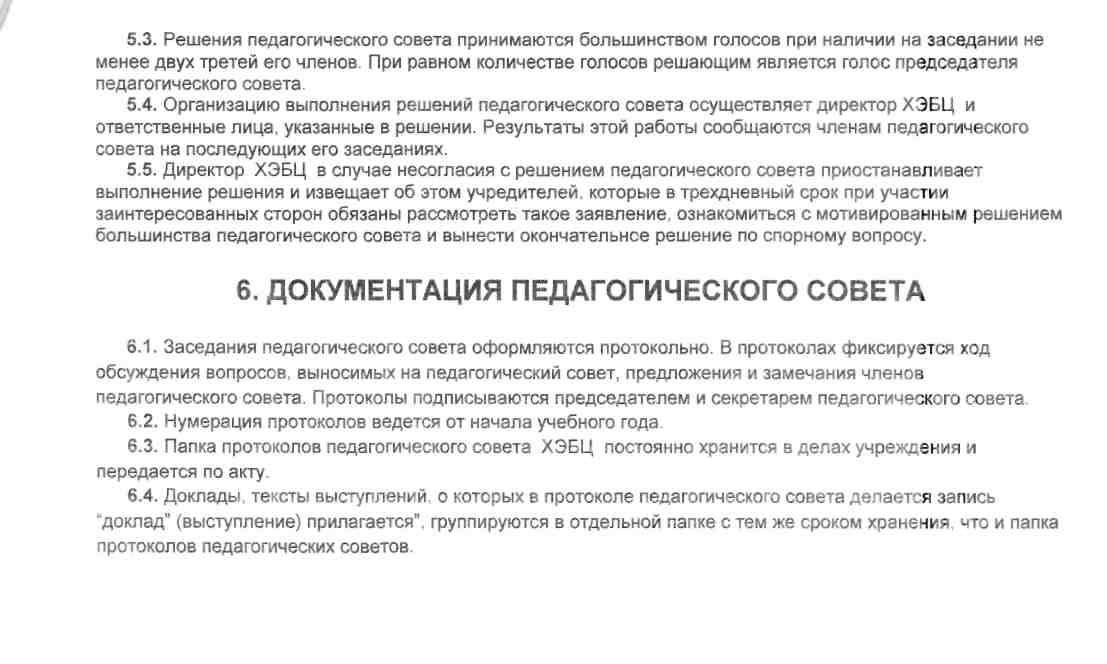 5.3. Решения педагогического совета принимаются большинством голосов при наличии на заседании не
менее двух третей его членов. При равном количестве голосов решающим является голос председателя
педагогического совета.
5.4. Организацию выполнения решений педагогического совета осуществляет директор ХЭБЦ и
ответственные лица, указанные в решении. Результаты этой работы сообщаются членам педагогического
совета на последующих его заседаниях.
5.5. Директор ХЭБЦ в случае несогласия с решением педагогического совета приостанавливает
выполнение решения и извещает об этом учредителей, которые в трехдневный срок при участии
заинтересованных сторон обязаны рассмотреть такое заявление, ознакомиться с мотивированным решением
большинства педагогического совета и вынести окончательное решение по спорному вопросу.
6. ДОКУМЕНТАЦИЯ ПЕДАГОГИЧЕСКОГО СОВЕТА
6.1. Заседания педагогического совета оформляются протокольно. В протоколах фиксируется ход
обсуждения вопросов, выносимых на педагогический совет, предложения и замечания членов
педагогического совета. Протоколы подписываются председателем и секретарем педагогического совета.
6.2. Нумерация протоколов ведется от начала учебного года.
6.3. Папка протоколов педагогического совета ХЭБЦ постоянно хранится в делах учреждения и
передается по акту.
6.4. Доклады, тексты выступлений, о которых в протоколе педагогического совета делается запись
"доклад" (выступление) прилагается", группируются в отдельной папке с тем же сроком хранения, что и папка
протоколов педагогических советов.